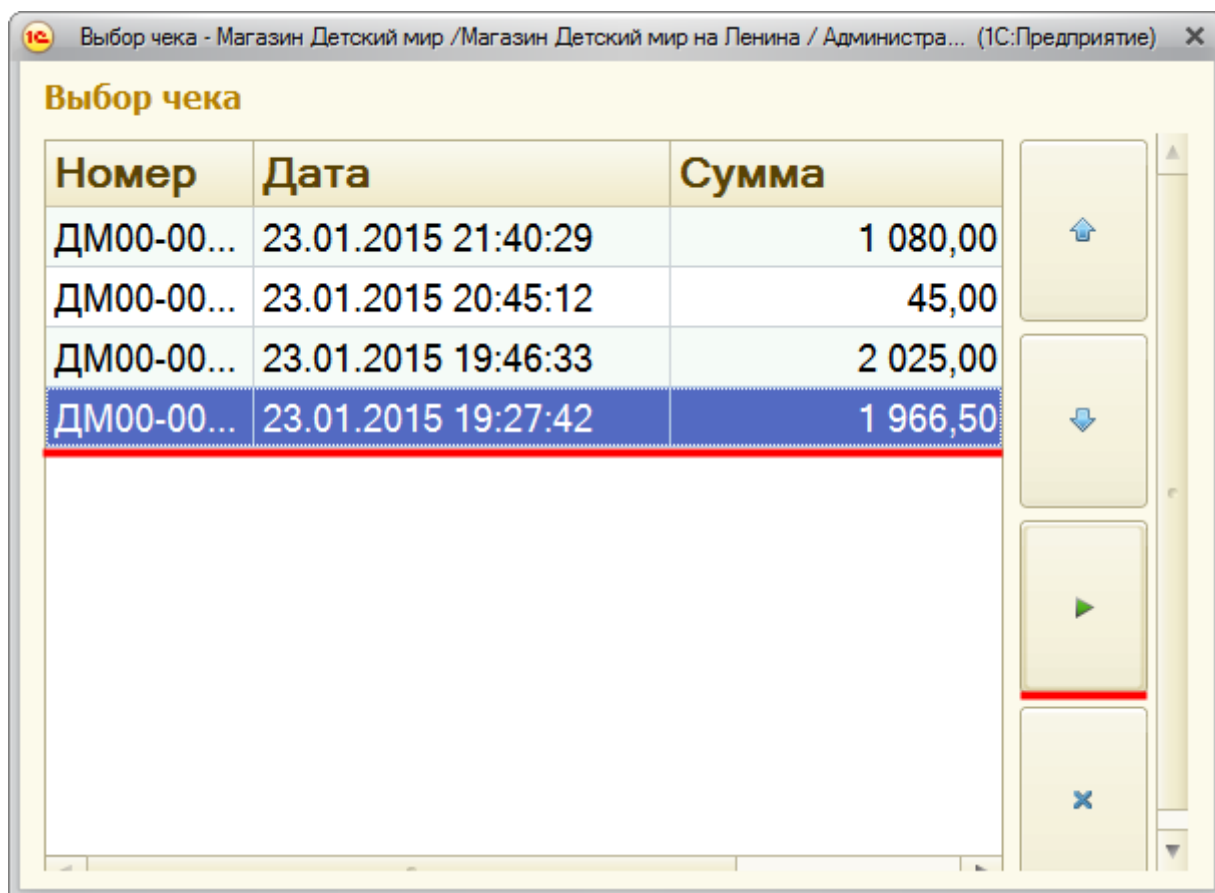 1С Выбор чека - Магазин Детский мир /Магазин Детский мир на Ленина / Администра... (1С:Предприятие)
Выбор чека
Номер Дата Сумма
ДМ00-00... 23.01.2015 21:40:29 1 080,00
ДМ00-00... 23.01.2015 20:45:12 45,00
ДМ00-00... 23.01.2015 19:46:33 2 025,00
ДМ00-00... 23.01.2015 19:27:42 1 966,50